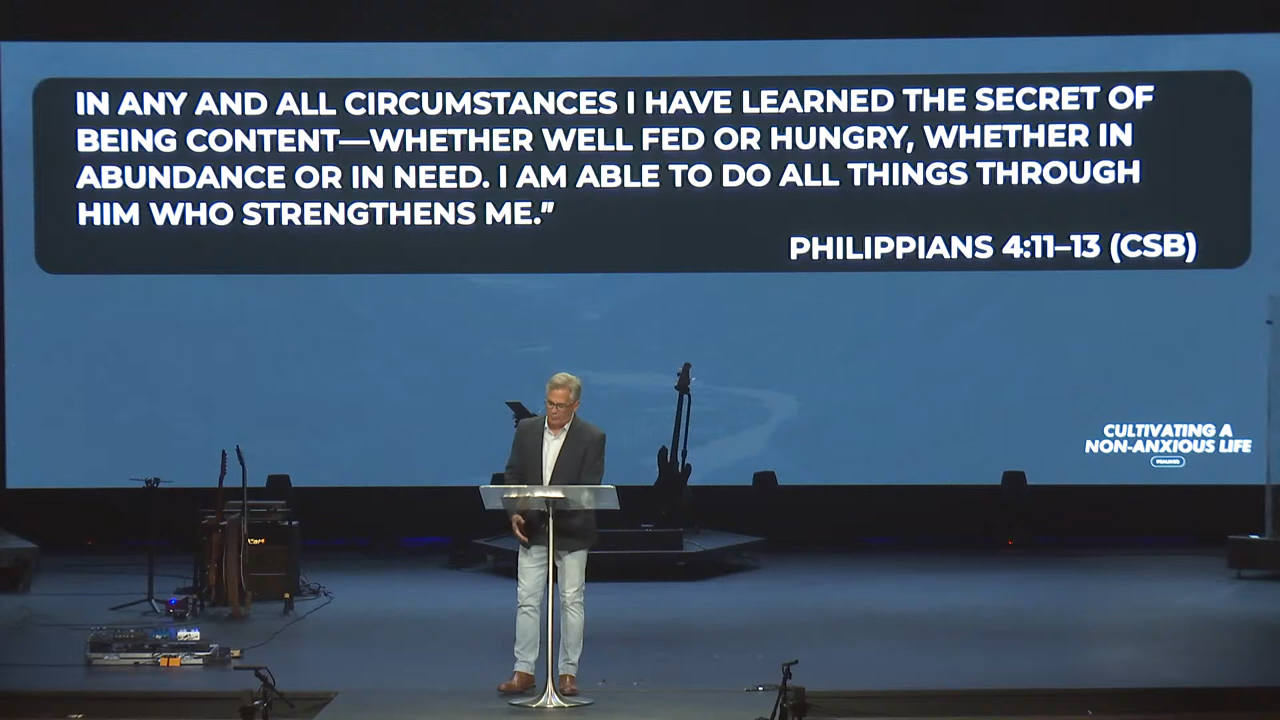 IN ANY AND ALL CIRCUMSTANCES I HAVE LEARNED THE SECRET OF
BEING CONTENT—WHETHER WELL FED OR HUNGRY, WHETHER IN
ABUNDANCE OR IN NEED. I AM ABLE TO DO ALL THINGS THROUGH
HIM WHO STRENGTHENS ME.”
PHILIPPIANS 4:11–13 (CSB)
CULTIVATING A
NON-ANXIOUS LIFE